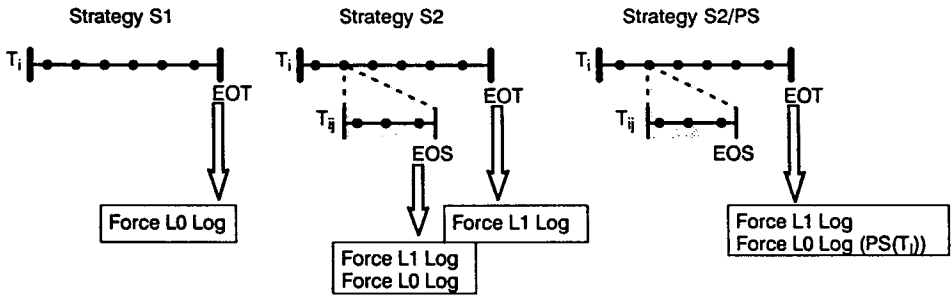 Strategy S1
Strategy S2
Strategy S2/PS
Ti
EOT
Force L0 Log
Ti
EOT
Tij
EOS
Force L1 Log
Force L1 Log
Force L0 Log
Ti
EOT
Tij
EOS
Force L1 Log
Force L0 Log (PS(Ti))